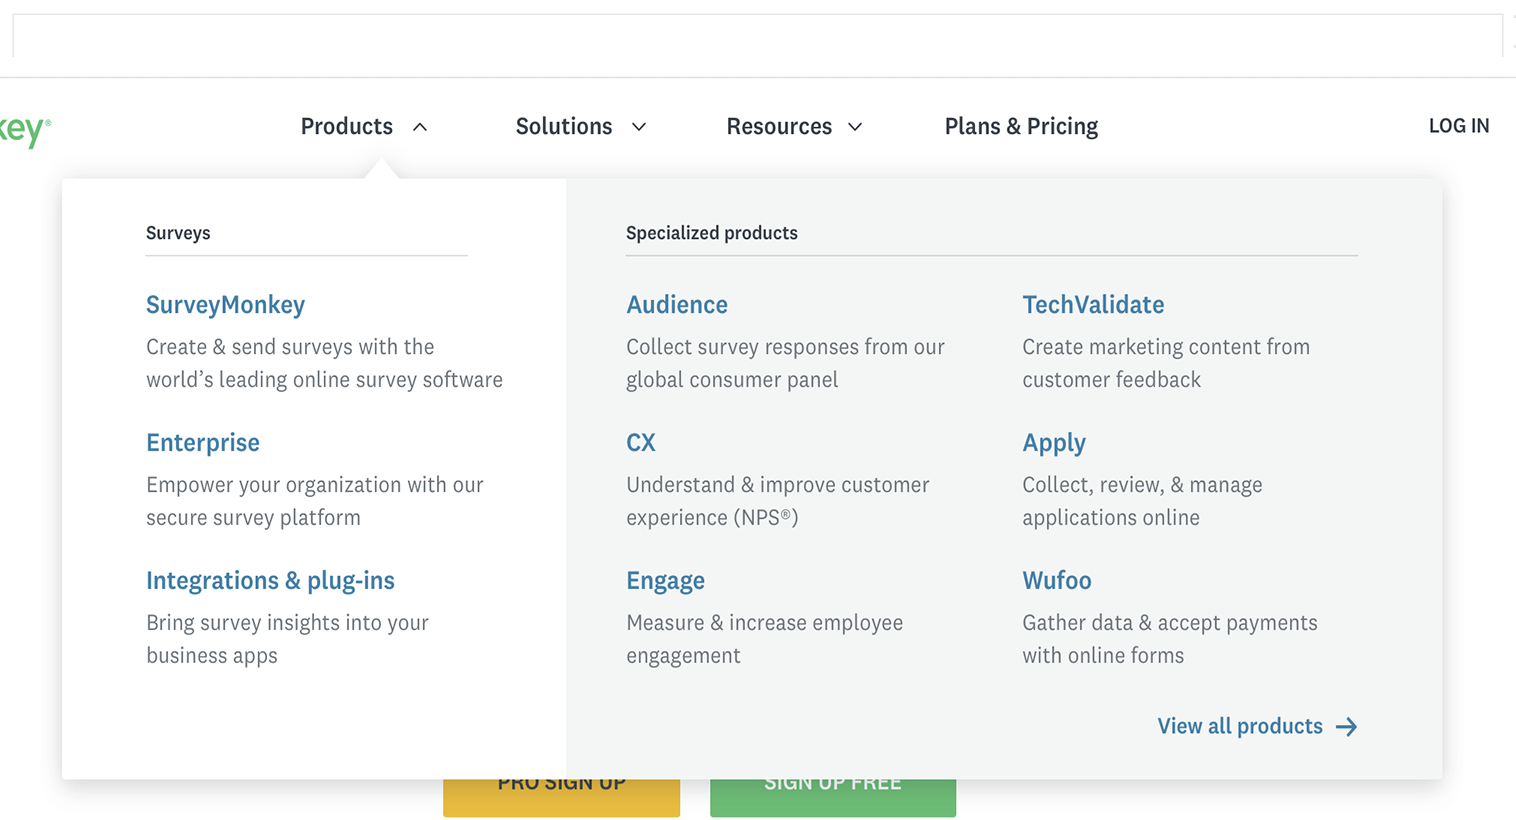 key®
Products
Solutions
Resources
Plans & Pricing
LOG IN
Surveys
SurveyMonkey
Create & send surveys with the
world’s leading online survey software
Enterprise
Empower your organization with our
secure survey platform
Integrations & plug-ins
Bring survey insights into your
business apps
Specialized products
Audience
Collect survey responses from our
global consumer panel
CX
Understand & improve customer
experience (NPS®)
Engage
Measure & increase employee
engagement
TechValidate
Create marketing content from
customer feedback
Apply
Collect, review, & manage
applications online
Wufoo
Gather data & accept payments
with online forms
View all products
PRO SIGN UP
SIGN UP FREE